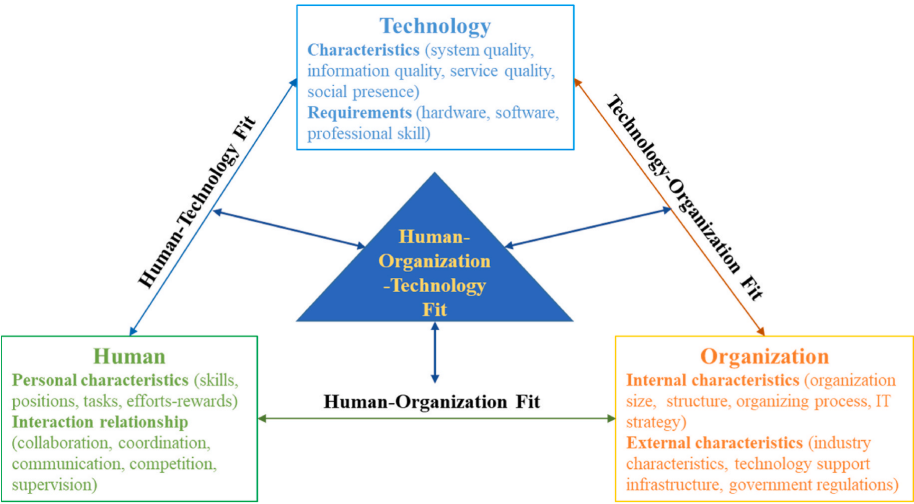 Technology
Characteristics (system quality,
information quality, service quality,
social presence)
Requirements (hardware, software,
professional skill)
Human-Technology Fit
Technology-Organization Fit
Human-
Organization
-Technology
Fit
Human-Organization Fit
Human
Personal characteristics (skills,
positions, tasks, efforts-rewards)
Interaction relationship
(collaboration, coordination,
communication, competition,
supervision)
Organization
Internal characteristics (organization
size, structure, organizing process, IT
strategy)
External characteristics (industry
characteristics, technology support
infrastructure, government regulations)